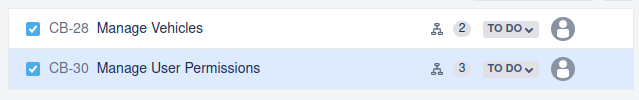 CB-28 Manage Vehicles 2 TO DO
CB-30 Manage User Permissions 3 TO DO